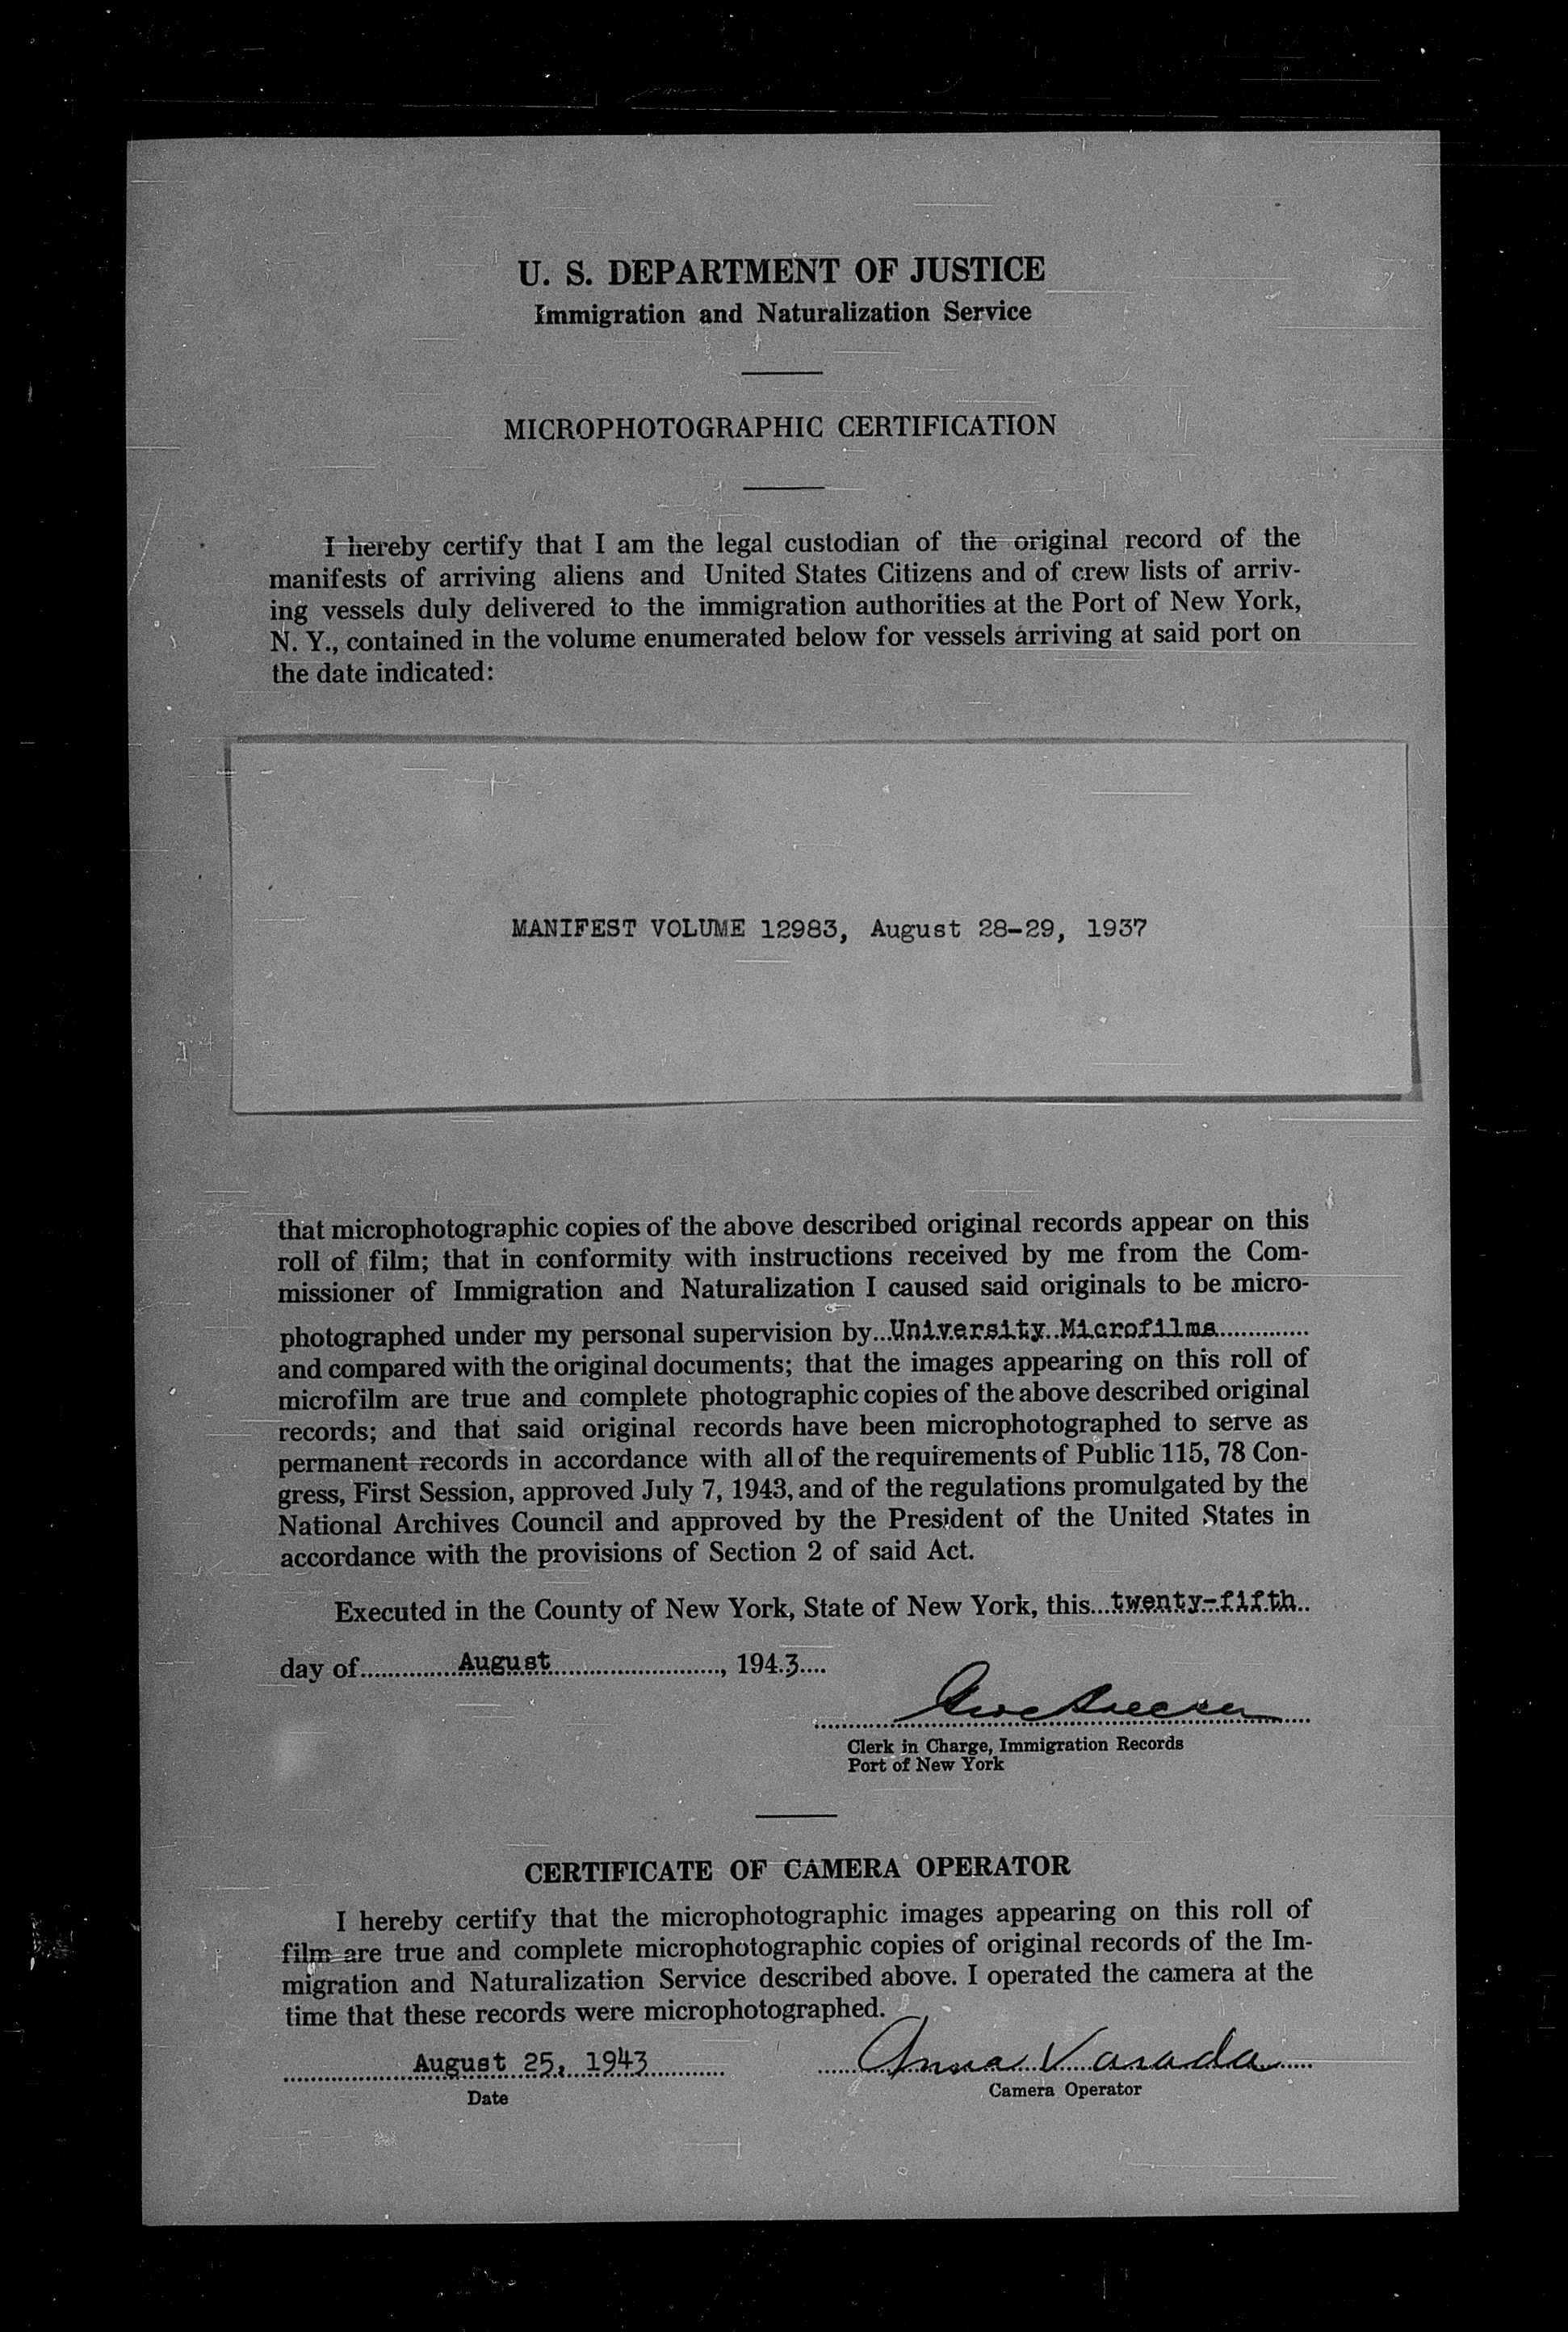 U. S. DEPARTMENT OF JUSTICE
Immigration and Naturalization Service
MICROPHOTOGRAPHIC CERTIFICATION
I hereby certify that I am the legal custodian of the original record of the
manifests of arriving aliens and United States Citizens and of crew lists of arriv-
ing vessels duly delivered to the immigration authorities at the Port of New York,
N. Y., contained in the volume enumerated below for vessels arriving at said port on
the date indicated:
MANIFEST VOLUME 12983, August 28-29, 1937
that microphotographic copies of the above described original records appear on this
roll of film; that in conformity with instructions received by me from the Com-
missioner of Immigration and Naturalization I caused said originals to be micro-
photographed under my personal supervision by University Microfilms
and compared with the original documents; that the images appearing on this roll of
microfilm are true and complete photographic copies of the above described original
records; and that said original records have been microphotographed to serve as
permanent records in accordance with all of the requirements of Public 115, 78 Con-
gress, First Session, approved July 7, 1943, and of the regulations promulgated by the
National Archives Council and approved by the President of the United States in
accordance with the provisions of Section 2 of said Act.
Executed in the County of New York, State of New York, this twenty-fifth
day of August, 1943
Clerk in Charge, Immigration Records
Port of New York
CERTIFICATE OF CAMERA OPERATOR
I hereby certify that the microphotographic images appearing on this roll of
film are true and complete microphotographic copies of original records of the Im-
migration and Naturalization Service described above. I operated the camera at the
time that these records were microphotographed.
August 25, 1943 Anna Varada
Date Camera Operator